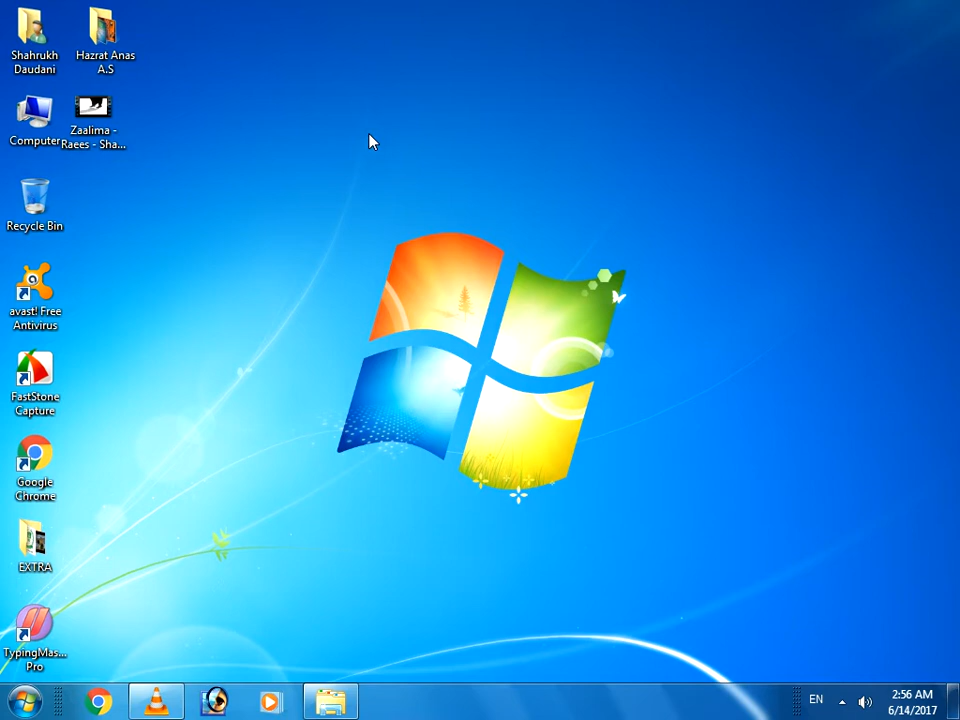 Shahrukh
Daudani
Hazrat Anas
A.S
Computer
Zaalima -
Raees - Sha...
Recycle Bin
avast! Free
Antivirus
FastStone
Capture
Google
Chrome
EXTRA
TypingMas...
Pro
EN
2:56 AM
6/14/2017